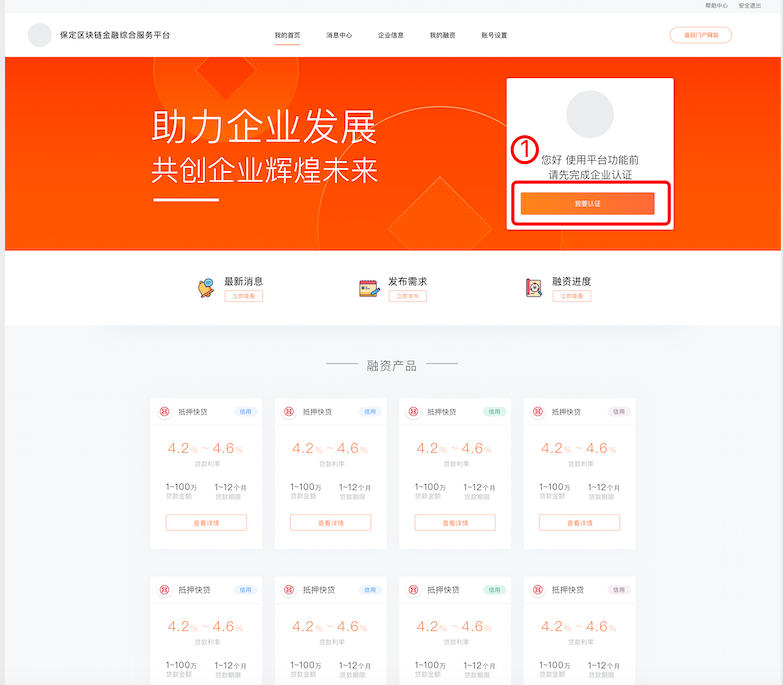 帮助中心 安全退出
保定区块链金融综合服务平台 我的首页 消息中心 企业信息 我的融资 账号设置 返回门户网站
助力企业发展
共创企业辉煌未来
1
您好 使用平台功能前
请先完成企业认证
我要认证
最新消息 发布需求 融资进度
立即查看 立即发布 立即查看
融资产品
抵押快贷 信用 抵押快贷 信用 抵押快贷 信用 抵押快贷 信用
4.2% ~ 4.6% 4.2% ~ 4.6% 4.2% ~ 4.6% 4.2% ~ 4.6%
贷款利率 贷款利率 贷款利率 贷款利率
1~100万 1~12个月 1~100万 1~12个月 1~100万 1~12个月 1~100万 1~12个月
贷款金额 贷款期限 贷款金额 贷款期限 贷款金额 贷款期限 贷款金额 贷款期限
查看详情 查看详情 查看详情 查看详情
抵押快贷 信用 抵押快贷 信用 抵押快贷 信用 抵押快贷 信用
4.2% ~ 4.6% 4.2% ~ 4.6% 4.2% ~ 4.6% 4.2% ~ 4.6%
贷款利率 贷款利率 贷款利率 贷款利率
1~100万 1~12个月 1~100万 1~12个月 1~100万 1~12个月 1~100万 1~12个月
贷款金额 贷款期限 贷款金额 贷款期限 贷款金额 贷款期限 贷款金额 贷款期限